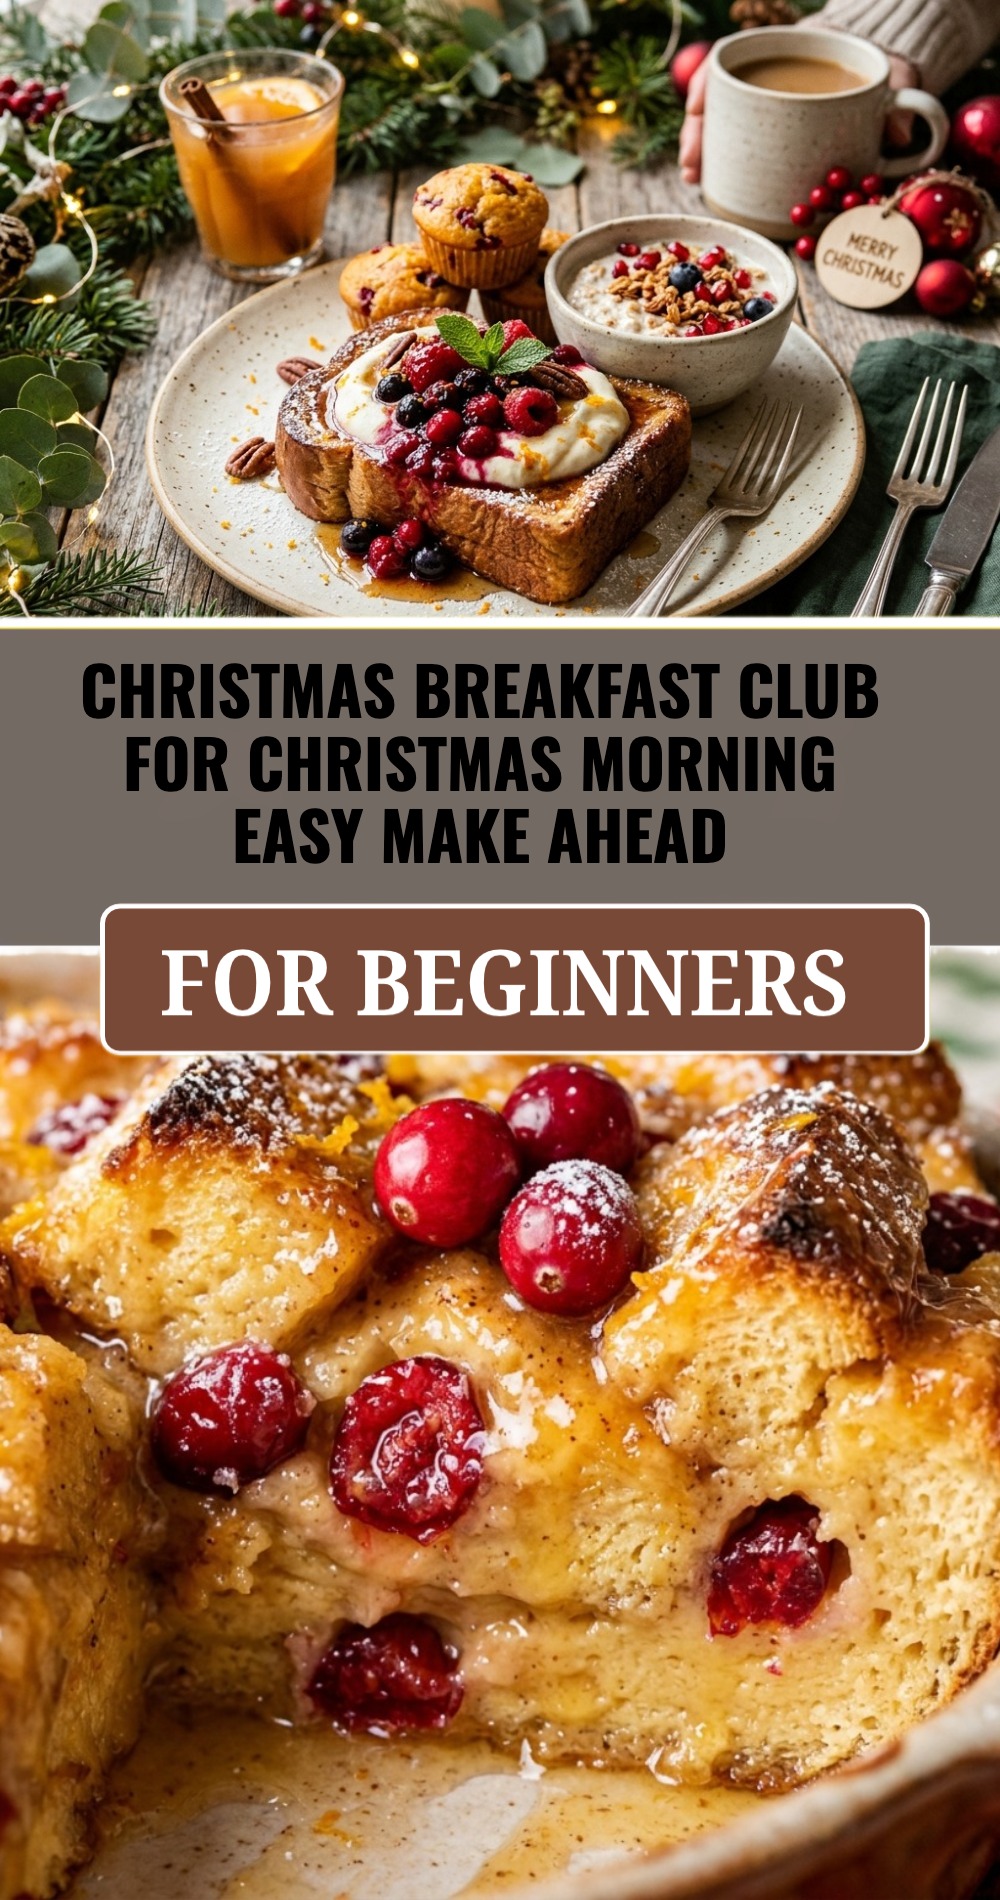 MERRY
CHRISTMAS
CHRISTMAS BREAKFAST CLUB
FOR CHRISTMAS MORNING
EASY MAKE AHEAD
FOR BEGINNERS